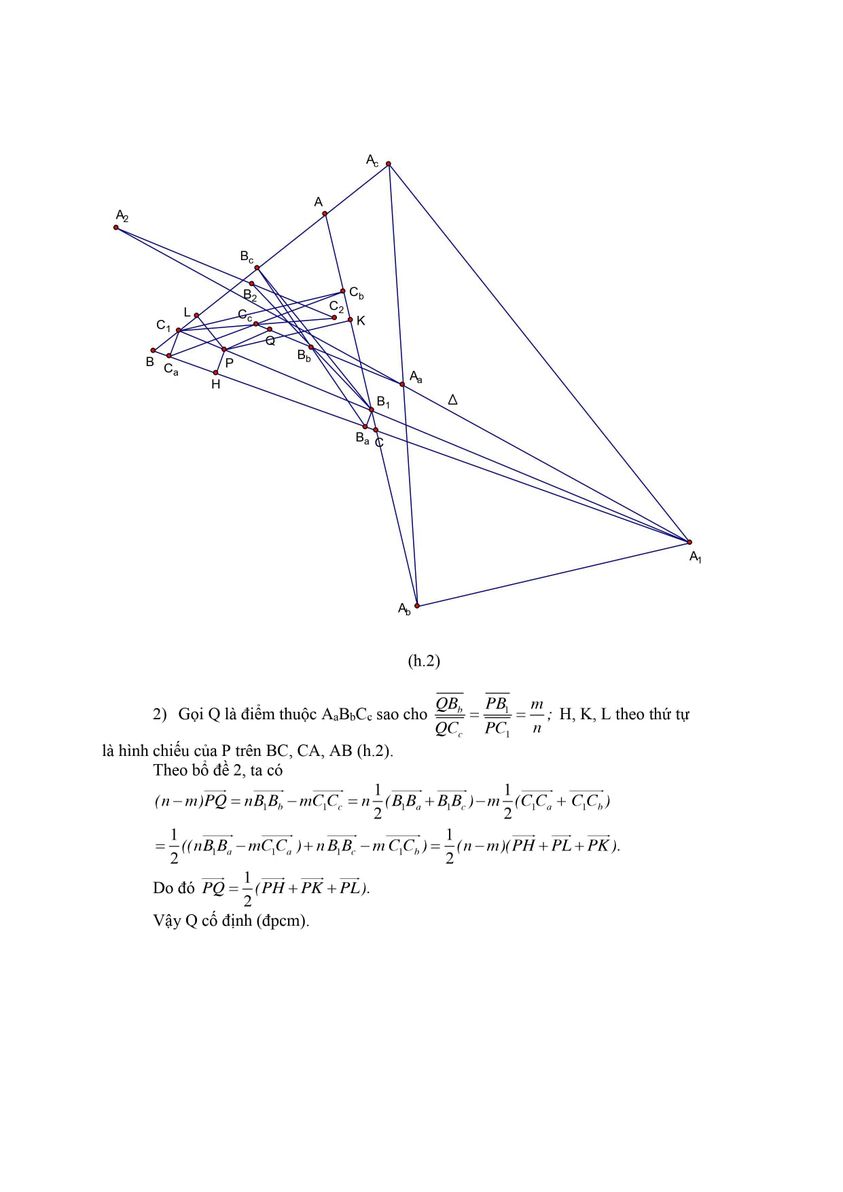 A_c
A
A_2
B_c
B_2
C_b
C_2
L
C_c
K
C_1
Q
B_b
B
C_a
P
H
A_a
Δ
B_1
B_a
C
A_1
A_b
(h.2)
2) Gọi Q là điểm thuộc A_aB_bC_c sao cho \frac{\overline{QB_b}}{\overline{QC_c}} = \frac{\overline{PB_1}}{\overline{PC_1}} = \frac{m}{n}; H, K, L theo thứ tự
là hình chiếu của P trên BC, CA, AB (h.2).
Theo bổ đề 2, ta có
(n-m)\overrightarrow{PQ} = n\overrightarrow{B_1B_b} - m\overrightarrow{C_1C_c} = n\frac{1}{2}(\overrightarrow{B_1B_a} + \overrightarrow{B_1B_c}) - m\frac{1}{2}(\overrightarrow{C_1C_a} + \overrightarrow{C_1C_b})
= \frac{1}{2}((n\overrightarrow{B_1B_a} - m\overrightarrow{C_1C_a}) + n\overrightarrow{B_1B_c} - m\overrightarrow{C_1C_b}) = \frac{1}{2}(n-m)(\overrightarrow{PH} + \overrightarrow{PL} + \overrightarrow{PK}).
Do đó \overrightarrow{PQ} = \frac{1}{2}(\overrightarrow{PH} + \overrightarrow{PK} + \overrightarrow{PL}).
Vậy Q cố định (đpcm).